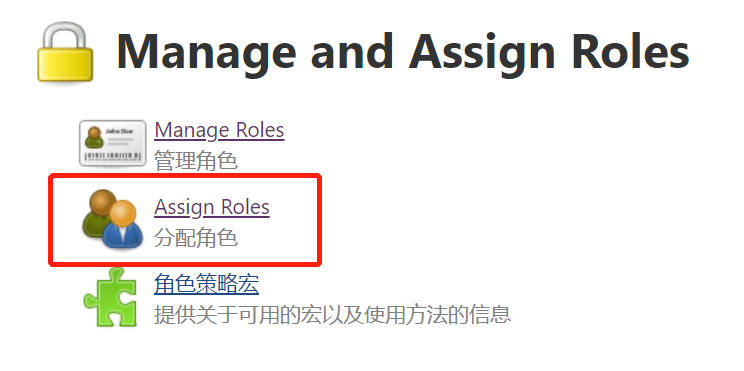 Manage and Assign Roles
John Doe
Manage Roles
管理角色
Assign Roles
分配角色
角色策略宏
提供关于可用的宏以及使用方法的信息